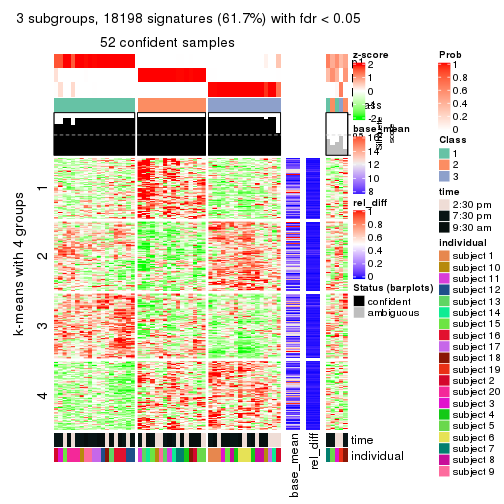 3 subgroups, 18198 signatures (61.7%) with fdr < 0.05
52 confident samples
k-means with 4 groups
1
2
3
4
time
individual
base_mean
rel_diff
z-score
2
1
-1
-2
base_mean
16
14
12
10
8
rel_diff
1
0.8
0.6
0.4
0.2
0
Status (barplots)
confident
ambiguous
Silhouette
score
Prob
1
0.8
0.6
0.4
0.2
0
Class
1
2
3
time
2:30 pm
7:30 pm
9:30 am
individual
subject 1
subject 10
subject 11
subject 12
subject 13
subject 14
subject 15
subject 16
subject 17
subject 18
subject 19
subject 2
subject 20
subject 3
subject 4
subject 5
subject 6
subject 7
subject 8
subject 9